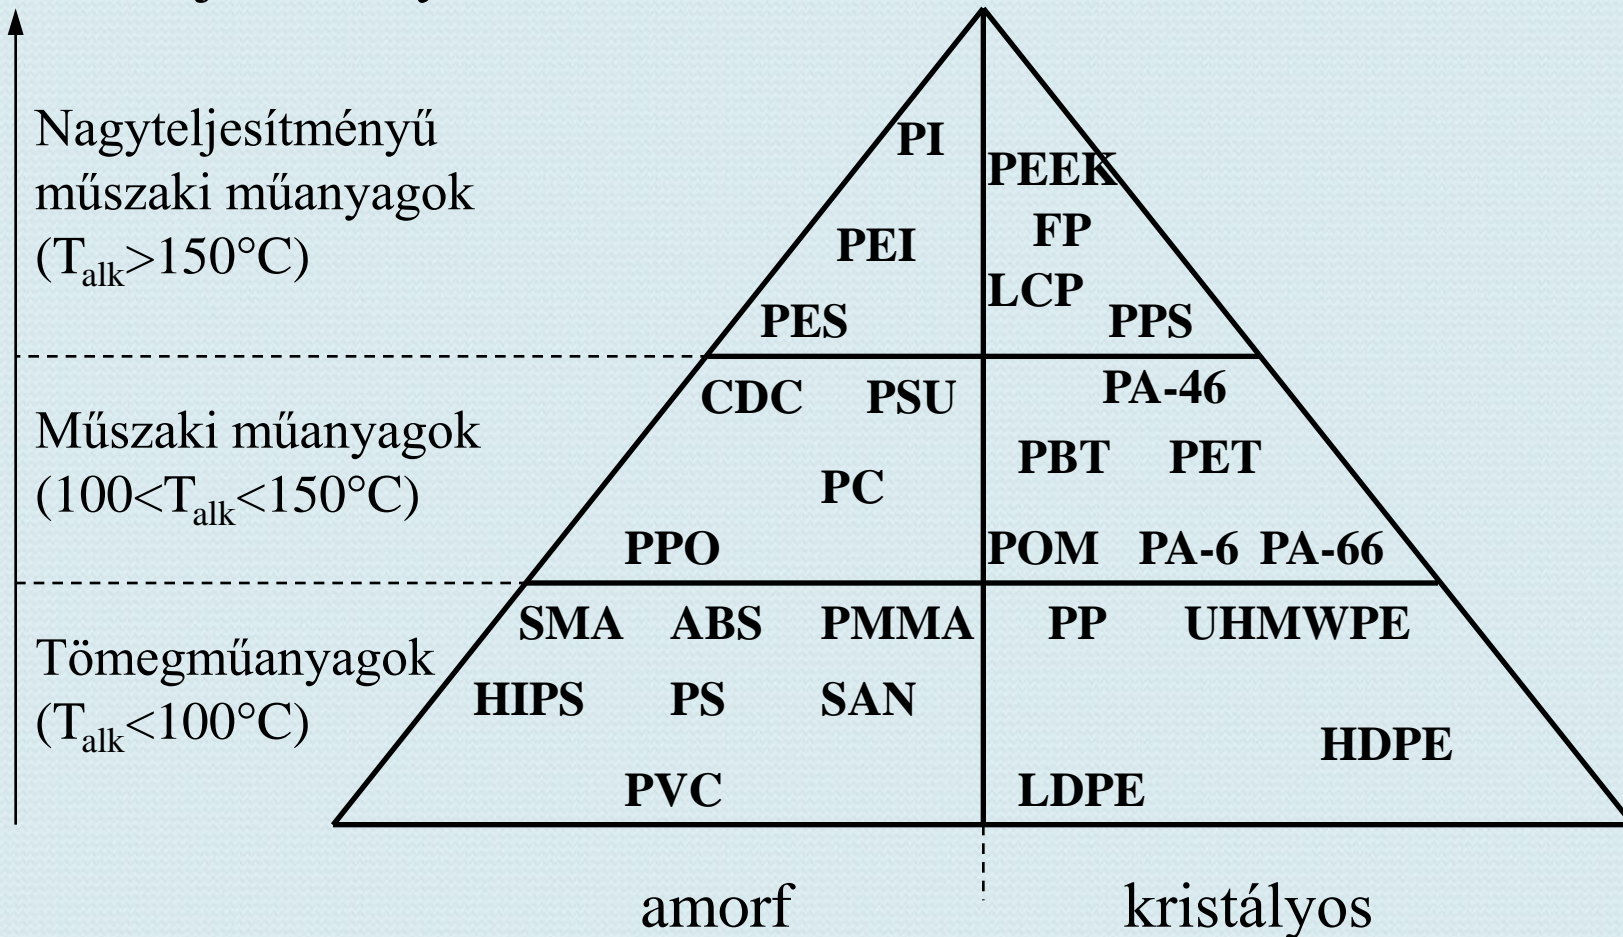 Nagyteljesítményű
műszaki műanyagok
(Talk>150°C)
PI
PEEK
FP
PEI
LCP
PES
PPS
Műszaki műanyagok
(100<Talk<150°C)
CDC PSU
PA-46
PBT PET
PC
PPO
POM PA-6 PA-66
Tömegműanyagok
(Talk<100°C)
SMA ABS PMMA
PP UHMWPE
HIPS PS SAN
HDPE
PVC
LDPE
amorf
kristályos